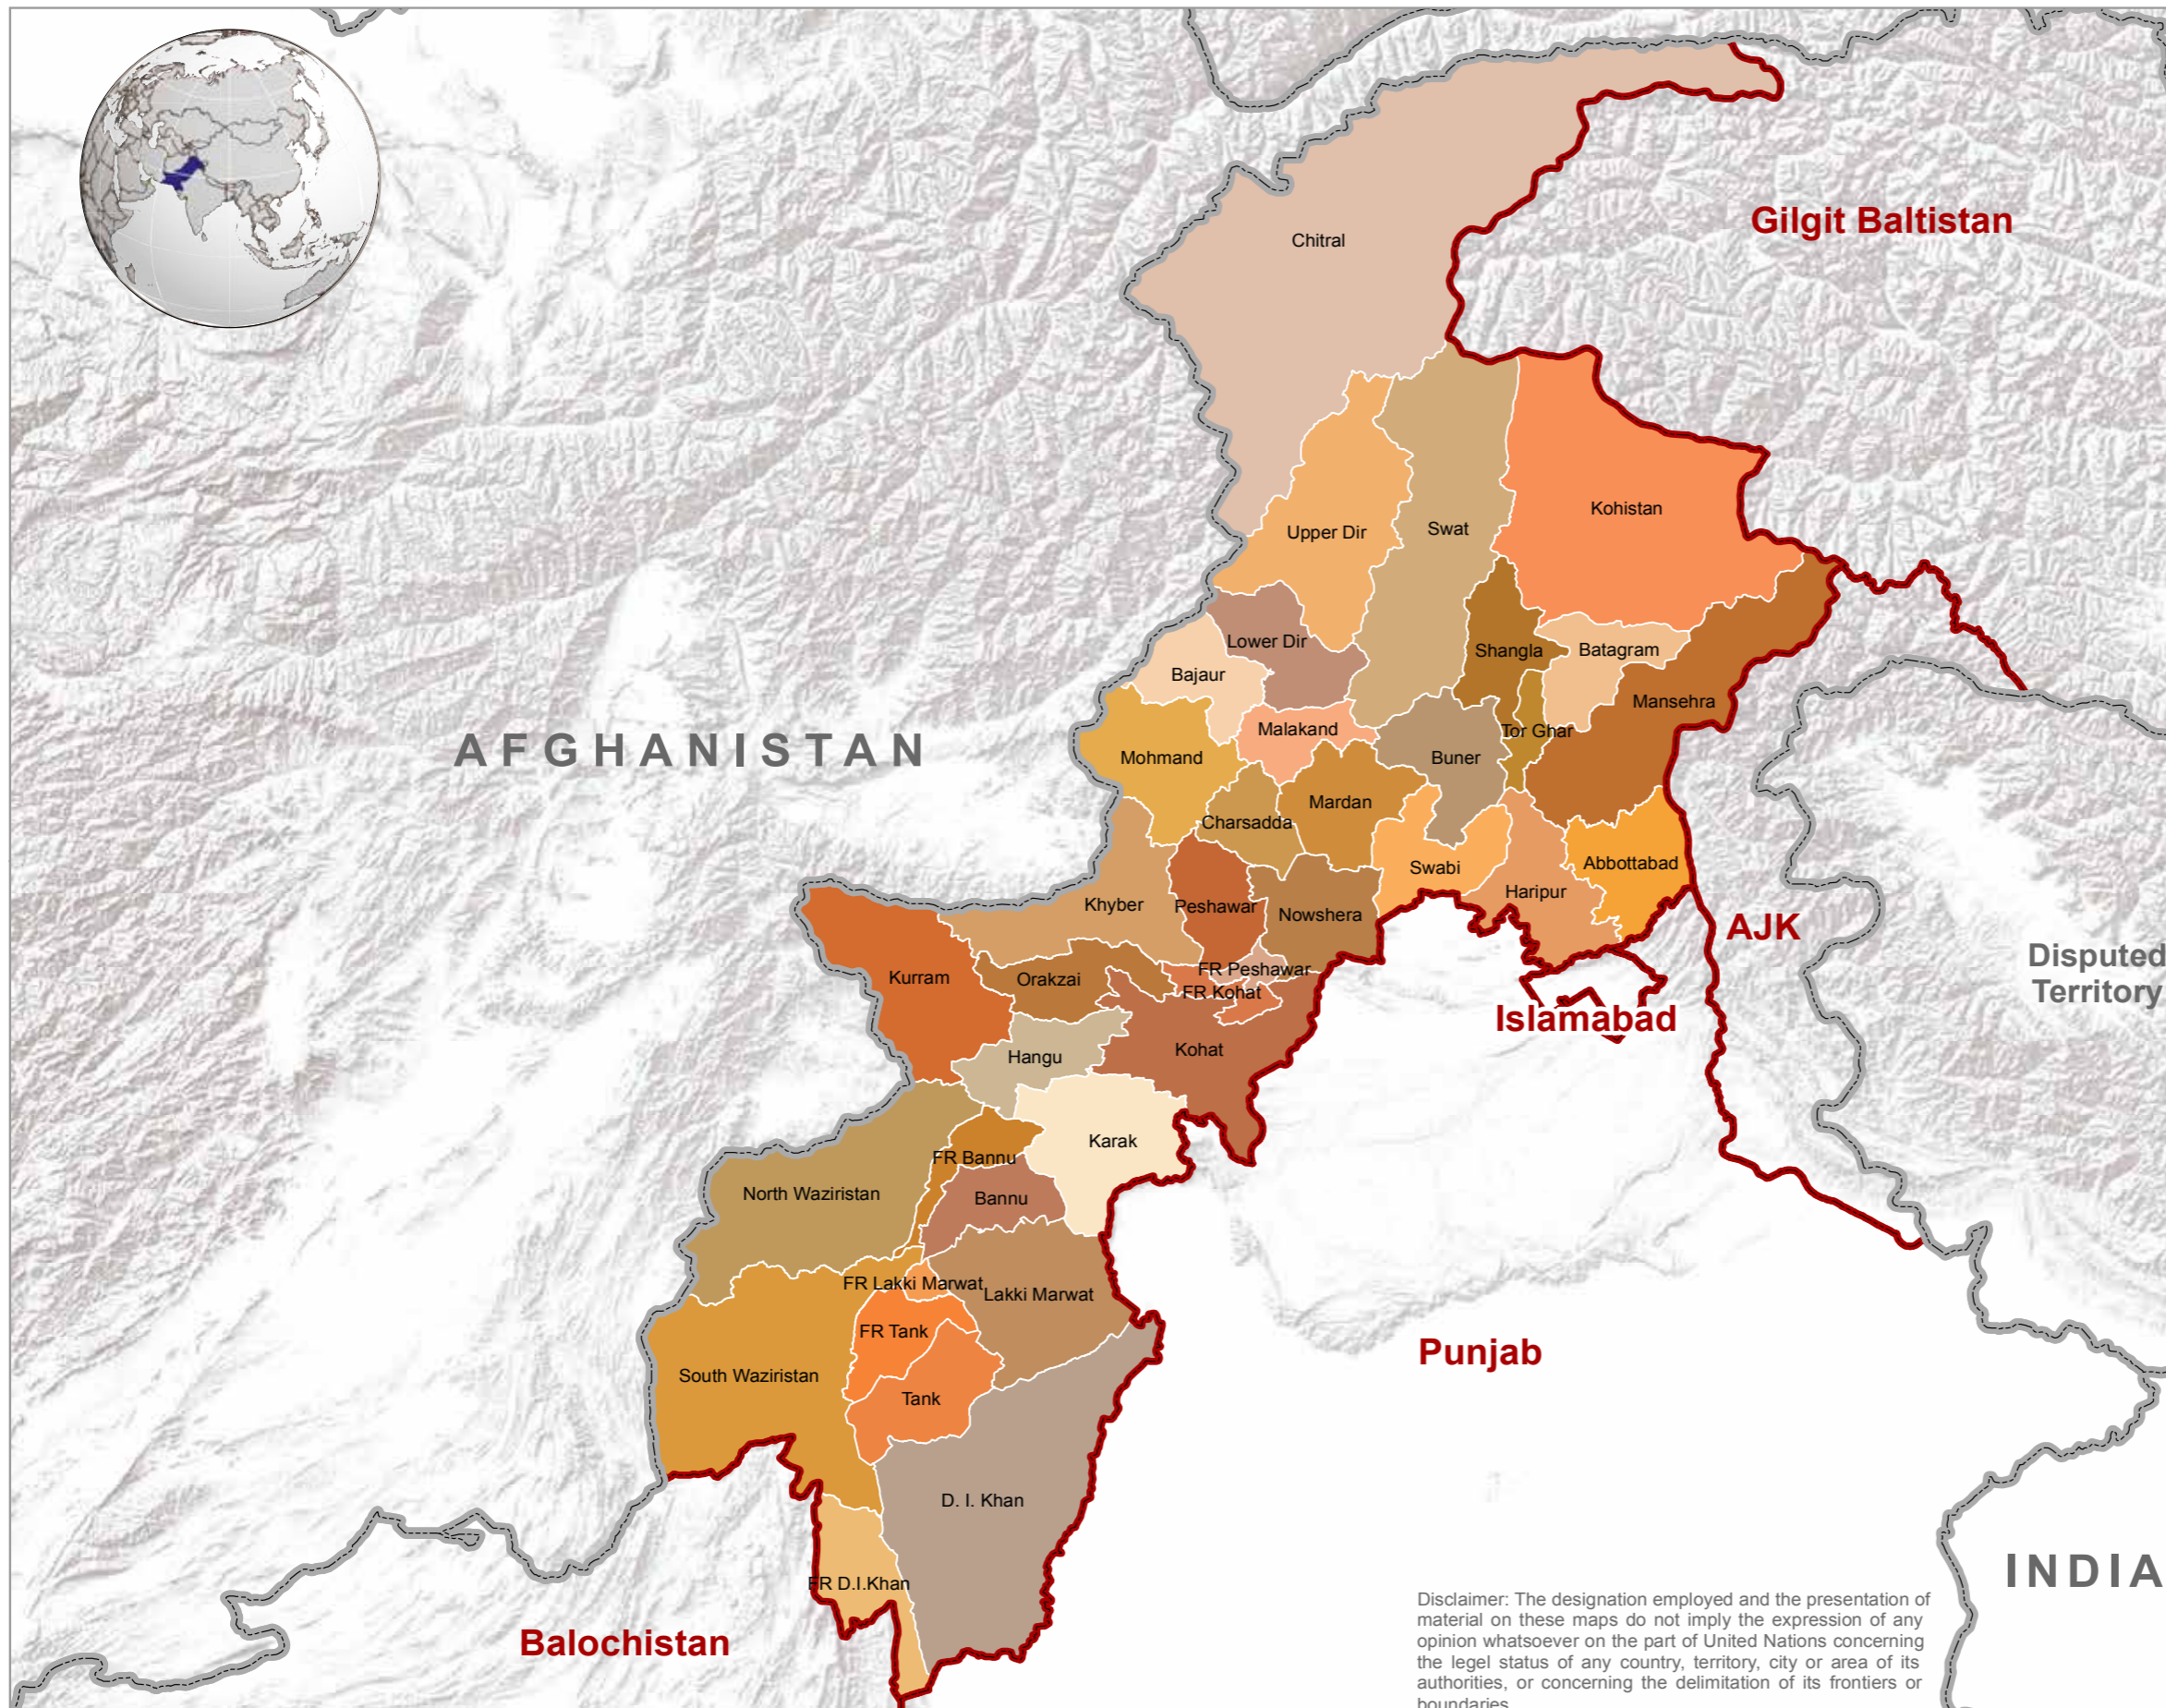 Gilgit Baltistan
Chitral
Kohistan
Upper Dir
Swat
Lower Dir
Shangla
Batagram
Bajaur
Mansehra
Malakand
Tor Ghar
AFGHANISTAN
Mohmand
Buner
Mardan
Charsadda
Abbottabad
Swabi
Haripur
Khyber
Peshawar
Nowshera
AJK
Disputed
Territory
Kurram
Orakzai
FR Peshawar
FR Kohat
Islamabad
Hangu
Kohat
Karak
FR Bannu
North Waziristan
Bannu
FR Lakki Marwat
Lakki Marwat
FR Tank
Punjab
South Waziristan
Tank
D. I. Khan
INDIA
FR D.I.Khan
Balochistan
Disclaimer: The designation employed and the presentation of
material on these maps do not imply the expression of any
opinion whatsoever on the part of United Nations concerning
the legel status of any country, territory, city or area of its
authorities, or concerning the delimitation of its frontiers or
boundaries